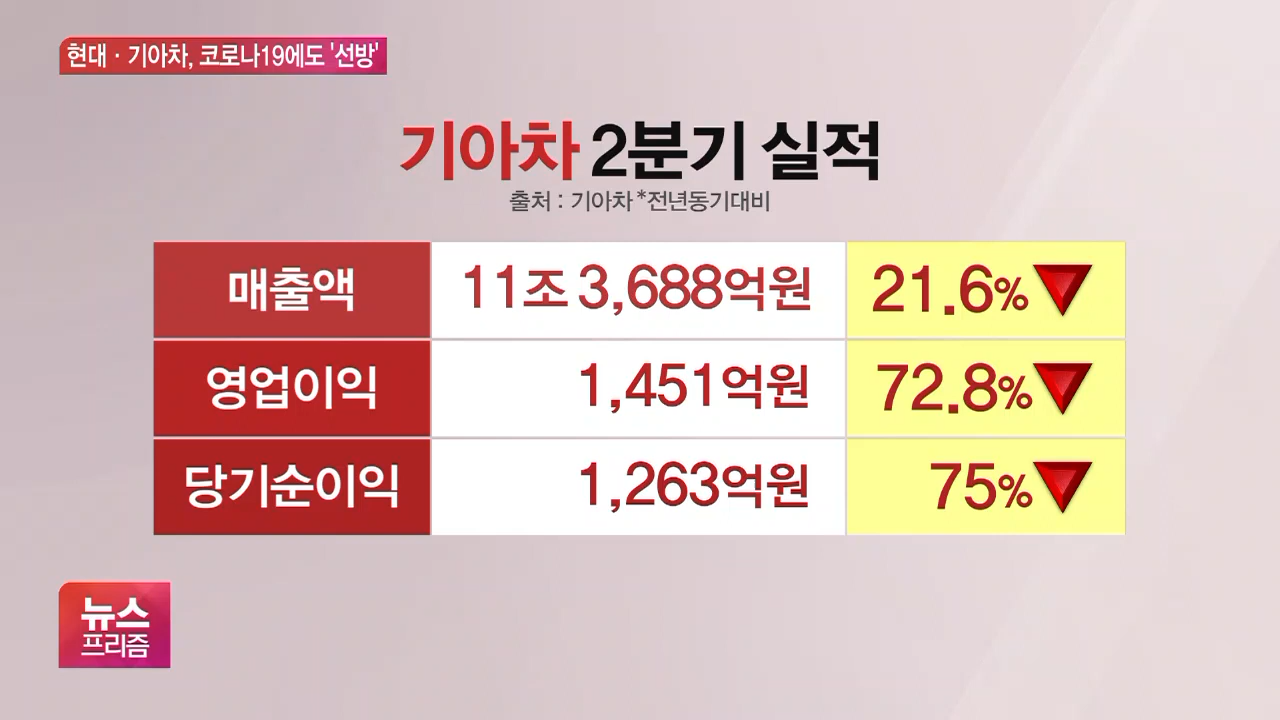 현대·기아차, 코로나19에도 '선방'
기아차 2분기 실적
출처 : 기아차 *전년동기대비
매출액 11조 3,688억원 21.6%▼
영업이익 1,451억원 72.8%▼
당기순이익 1,263억원 75%▼
뉴스
프리즘